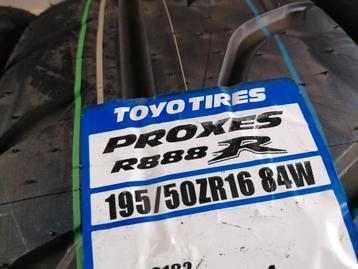 TOYO TIRES
PROXES
R888 R
195/50ZR16 84W